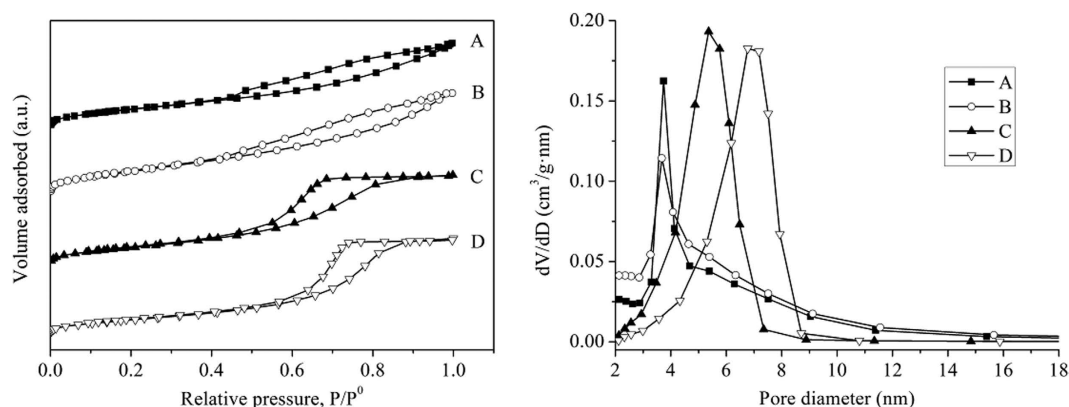 A
B
C
D
Volume adsorbed (a.u.)
0.0 0.2 0.4 0.6 0.8 1.0
Relative pressure, P/P⁰
0.20
0.15
0.10
0.05
0.00
dV/dD (cm³/g·nm)
A
B
C
D
2 4 6 8 10 12 14 16 18
Pore diameter (nm)